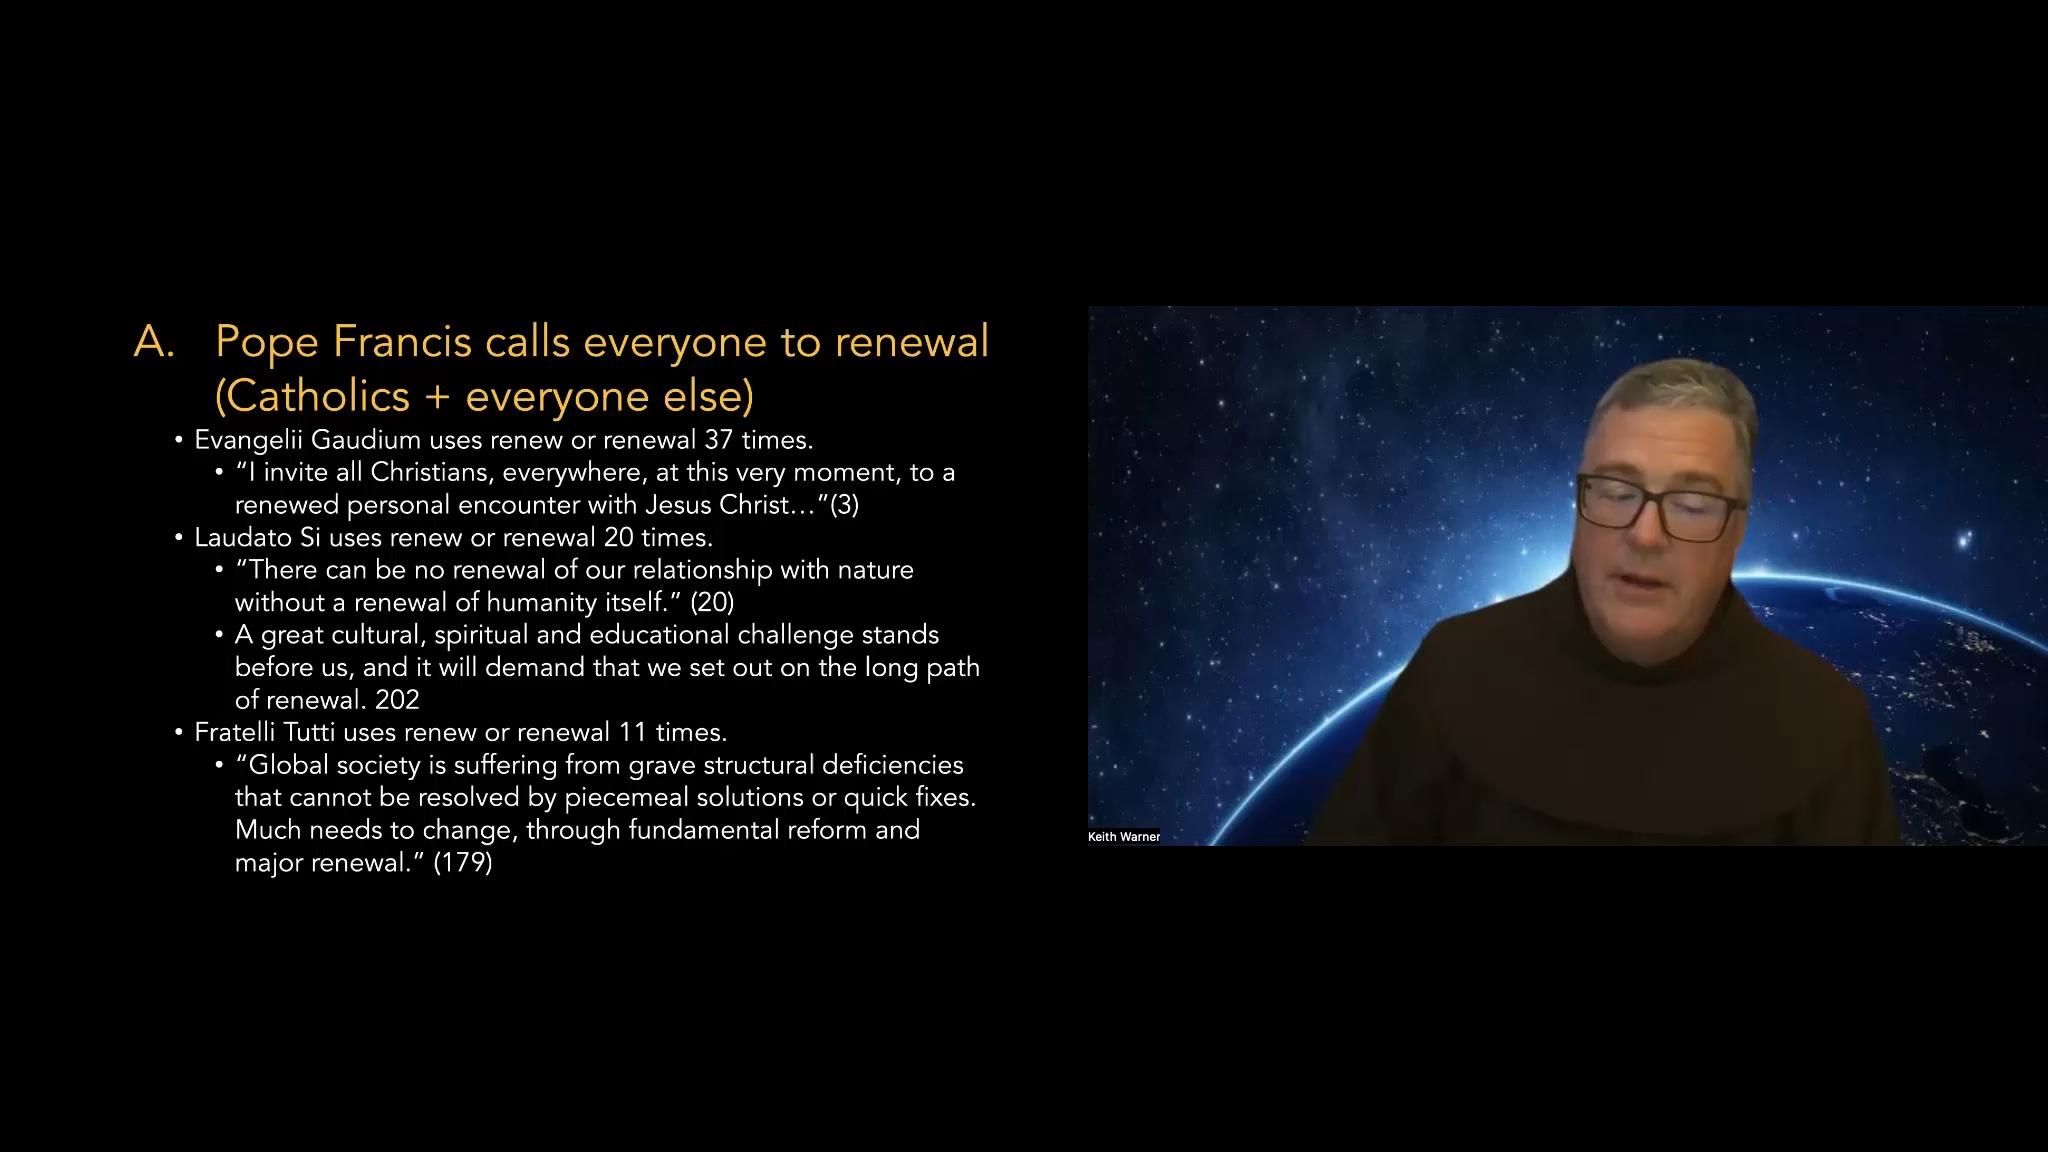 A. Pope Francis calls everyone to renewal
(Catholics + everyone else)
• Evangelii Gaudium uses renew or renewal 37 times.
• “I invite all Christians, everywhere, at this very moment, to a
renewed personal encounter with Jesus Christ…”(3)
• Laudato Si uses renew or renewal 20 times.
• “There can be no renewal of our relationship with nature
without a renewal of humanity itself.” (20)
• A great cultural, spiritual and educational challenge stands
before us, and it will demand that we set out on the long path
of renewal. 202
• Fratelli Tutti uses renew or renewal 11 times.
• “Global society is suffering from grave structural deficiencies
that cannot be resolved by piecemeal solutions or quick fixes.
Much needs to change, through fundamental reform and
major renewal.” (179)
Keith Warner